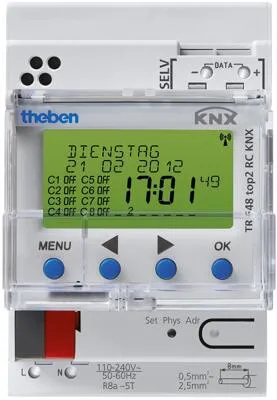 SELV
- DATA +
theben KNX
DIENSTAG
21 02 2012
C1 OFF C5 OFF
C2 OFF C6 OFF
C3 OFF C7 OFF
C4 OFF C8 OFF
17:01 49
2
TR 648 top2 RC KNX
MENU OK
Set Phys Adr
L N
110-240V~
50-60Hz
R8a -5T
0,5mm²-
2,5mm²
8mm